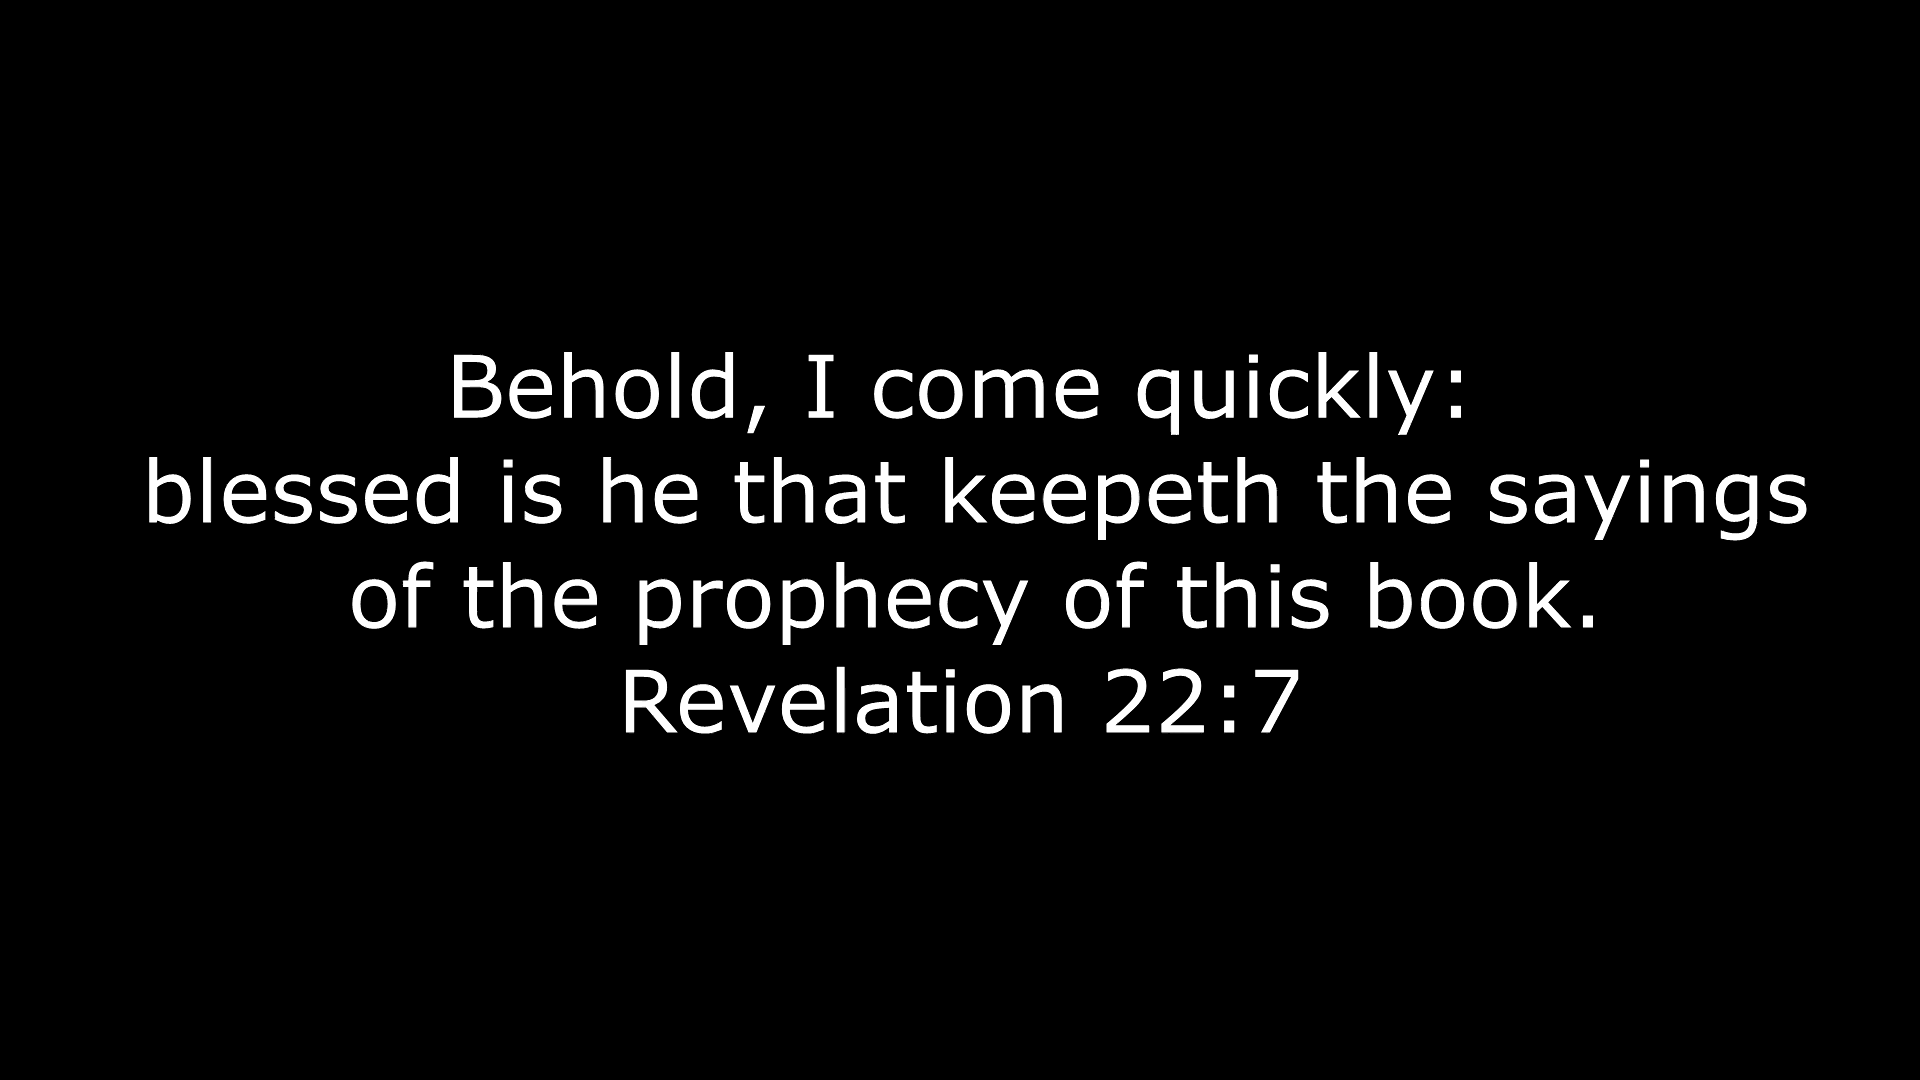 Behold, I come quickly:
blessed is he that keepeth the sayings
of the prophecy of this book.
Revelation 22:7